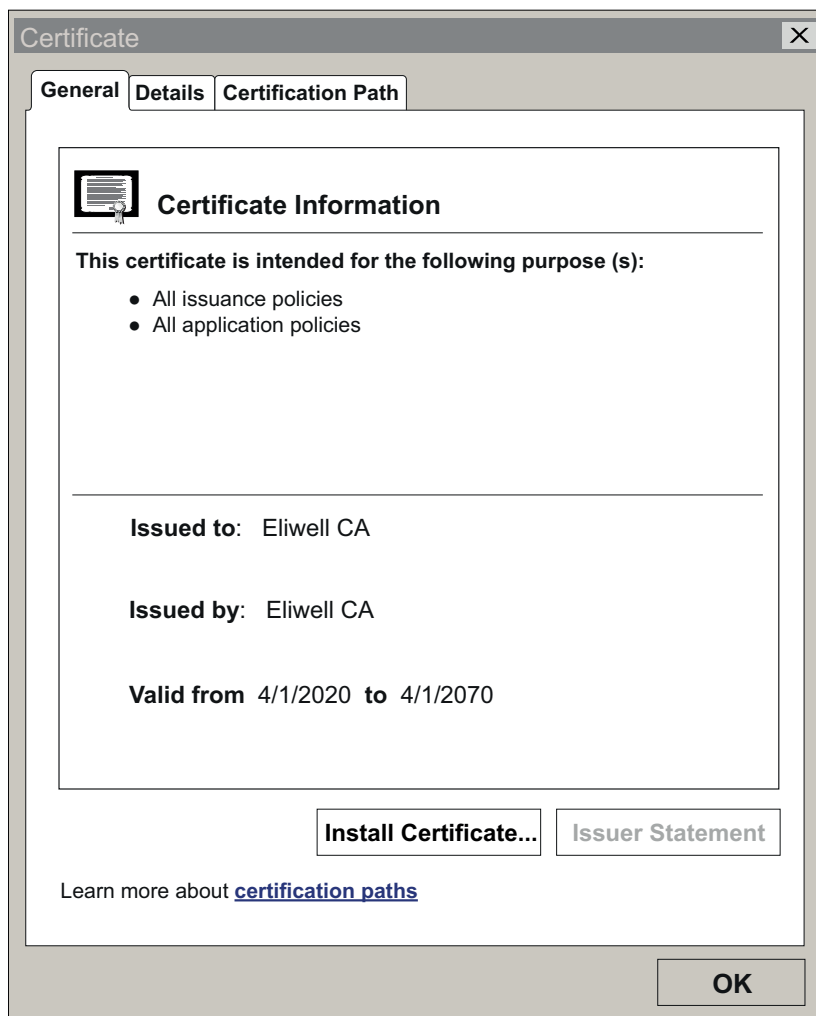 Certificate
X
General Details Certification Path
Certificate Information
This certificate is intended for the following purpose (s):
● All issuance policies
● All application policies
Issued to: Eliwell CA
Issued by: Eliwell CA
Valid from 4/1/2020 to 4/1/2070
Install Certificate... Issuer Statement
Learn more about certification paths
OK